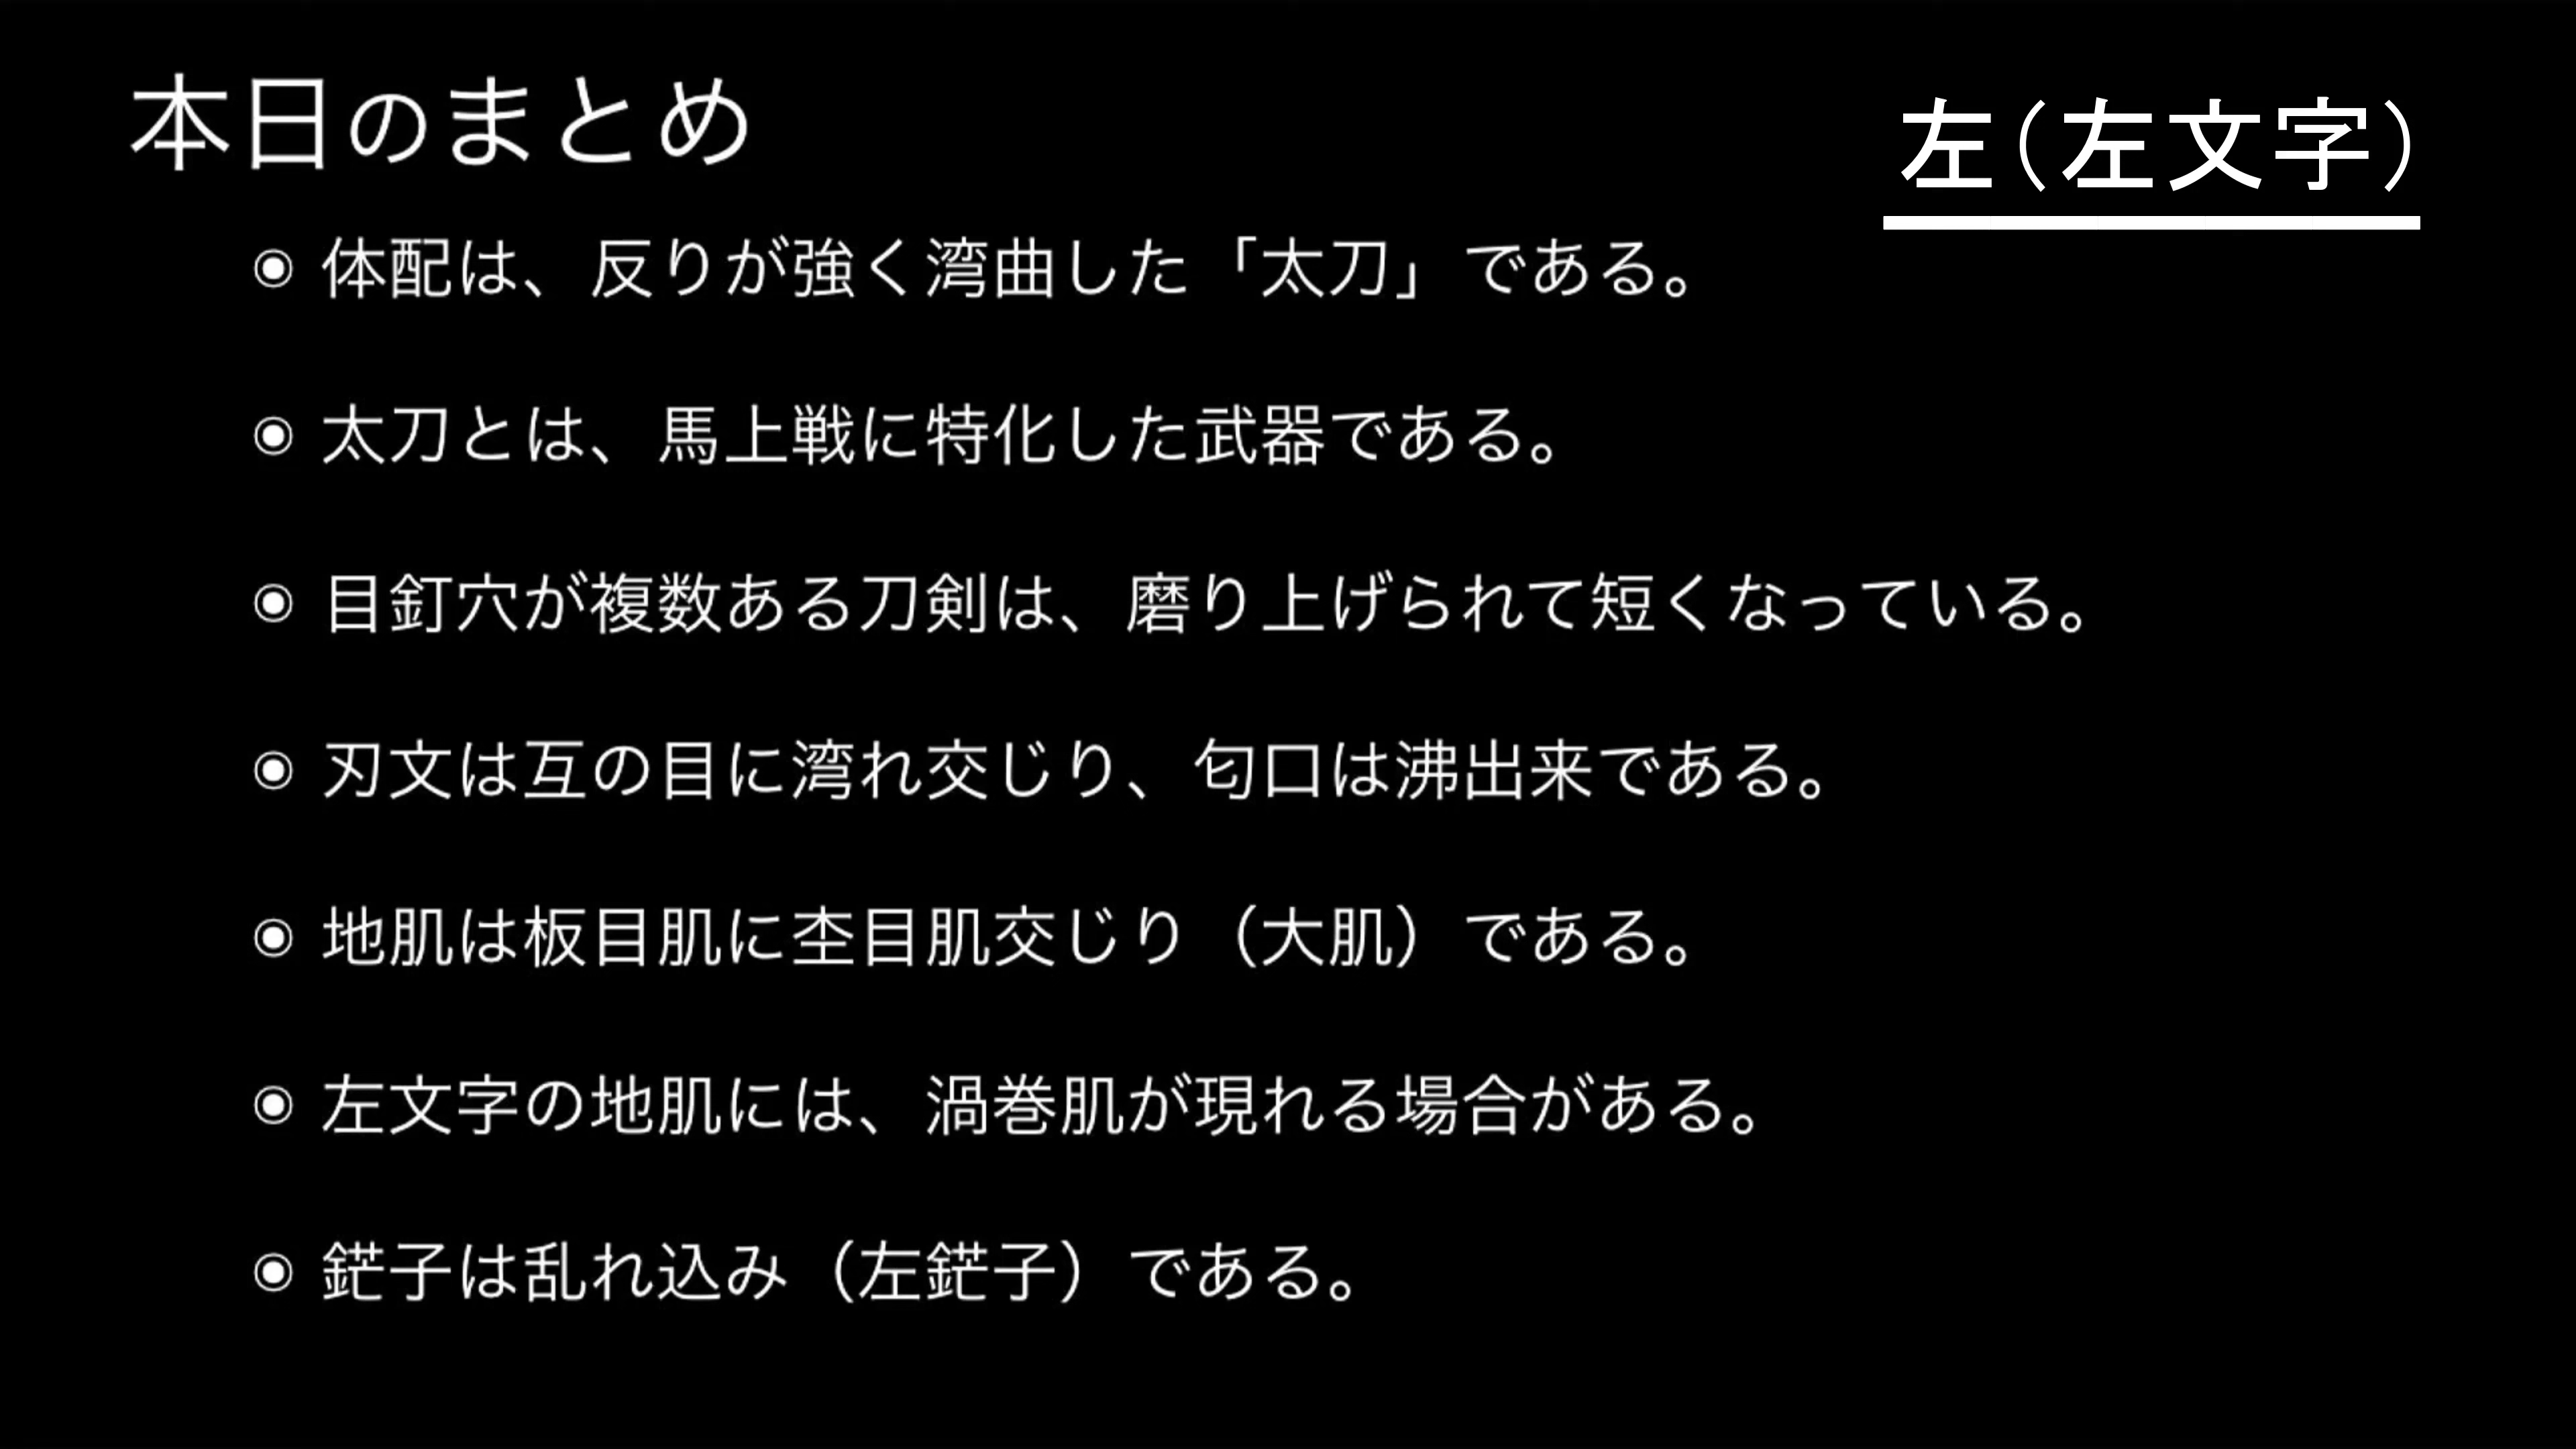 本日のまとめ
左(左文字)
◉ 体配は、反りが強く湾曲した「太刀」である。
◉ 太刀とは、馬上戦に特化した武器である。
◉ 目釘穴が複数ある刀剣は、磨り上げられて短くなっている。
◉ 刃文は互の目に湾れ交じり、匂口は沸出来である。
◉ 地肌は板目肌に杢目肌交じり（大肌）である。
◉ 左文字の地肌には、渦巻肌が現れる場合がある。
◉ 鋩子は乱れ込み（左鋩子）である。